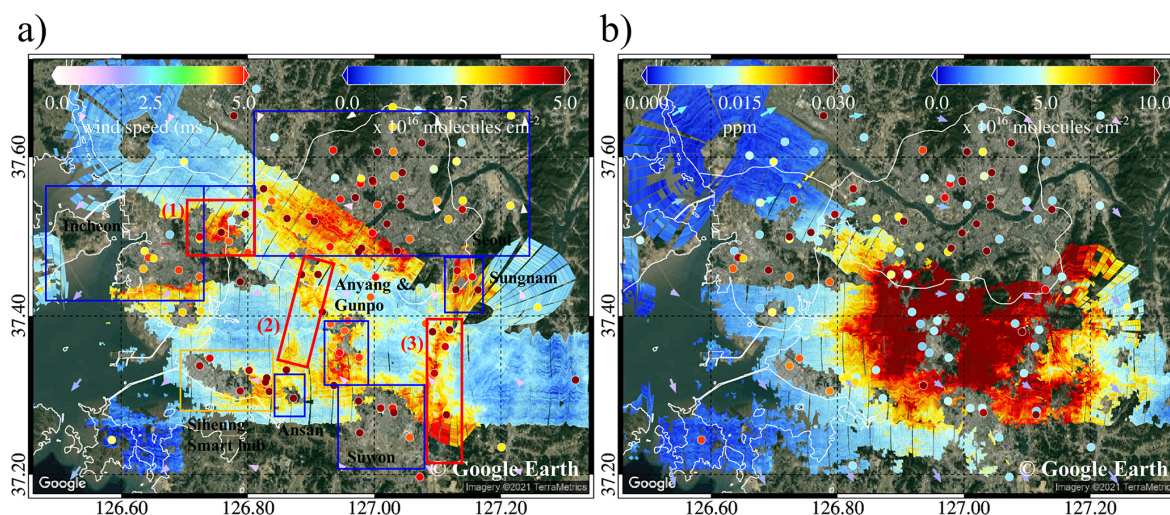 a)
b)
0.0 2.5 5.0
wind speed (ms⁻¹)
0.0 2.5 5.0
x 10¹⁶ molecules cm⁻²
0.000 0.015 0.030
ppm
0.0 5.0 10.0
x 10¹⁶ molecules cm⁻²
37.60
37.50
37.40
37.30
37.20
(1)
Incheon
Seoul
Sungnam
Anyang &
Gunpo
(2)
(3)
Siheung
Smart hub
Ansan
Suwon
© Google Earth
Imagery ©2021 TerraMetrics
Google
126.60 126.80 127.00 127.20
© Google Earth
Imagery ©2021 TerraMetrics
Google
126.60 126.80 127.00 127.20